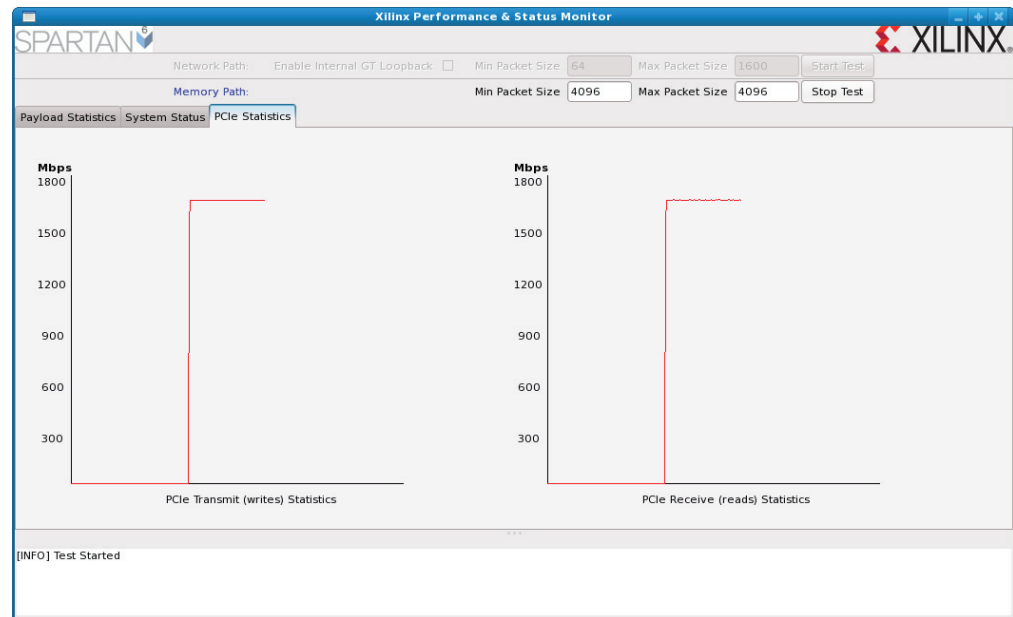 Xilinx Performance & Status Monitor
SPARTAN 6
XILINX.
Network Path: Enable Internal GT Loopback Min Packet Size 64 Max Packet Size 1600 Start Test
Memory Path: Min Packet Size 4096 Max Packet Size 4096 Stop Test
Payload Statistics System Status PCIe Statistics
Mbps
1800
1500
1200
900
600
300
PCIe Transmit (writes) Statistics
Mbps
1800
1500
1200
900
600
300
PCIe Receive (reads) Statistics
[INFO] Test Started